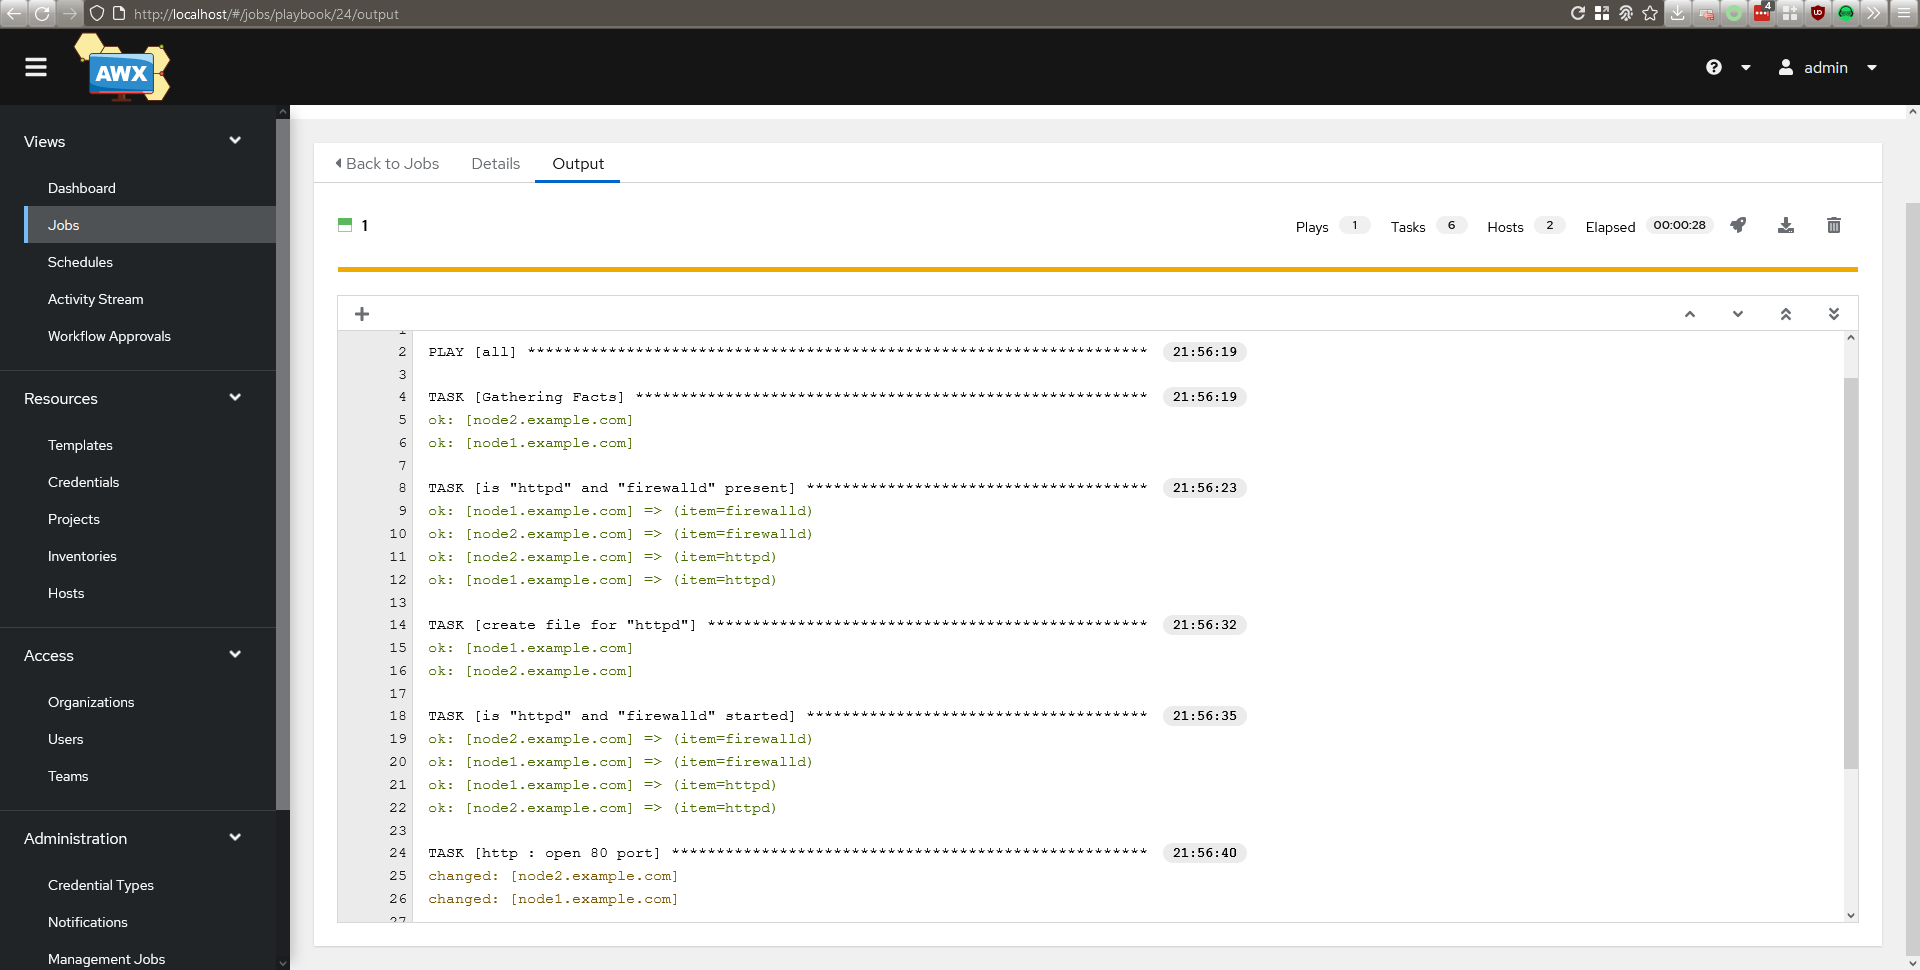 http://localhost/#/jobs/playbook/24/output
4
AWX
admin
Views
Dashboard
Jobs
Schedules
Activity Stream
Workflow Approvals
Resources
Templates
Credentials
Projects
Inventories
Hosts
Access
Organizations
Users
Teams
Administration
Credential Types
Notifications
Management Jobs
Back to Jobs Details Output
1 Plays 1 Tasks 6 Hosts 2 Elapsed 00:00:28
1
2 PLAY [all] ********************************************************************* 21:56:19
3
4 TASK [Gathering Facts] ********************************************************* 21:56:19
5 ok: [node2.example.com]
6 ok: [node1.example.com]
7
8 TASK [is "httpd" and "firewalld" present] ************************************** 21:56:23
9 ok: [node1.example.com] => (item=firewalld)
10 ok: [node2.example.com] => (item=firewalld)
11 ok: [node2.example.com] => (item=httpd)
12 ok: [node1.example.com] => (item=httpd)
13
14 TASK [create file for "httpd"] ************************************************* 21:56:32
15 ok: [node1.example.com]
16 ok: [node2.example.com]
17
18 TASK [is "httpd" and "firewalld" started] ************************************** 21:56:35
19 ok: [node2.example.com] => (item=firewalld)
20 ok: [node1.example.com] => (item=firewalld)
21 ok: [node1.example.com] => (item=httpd)
22 ok: [node2.example.com] => (item=httpd)
23
24 TASK [http : open 80 port] ***************************************************** 21:56:40
25 changed: [node2.example.com]
26 changed: [node1.example.com]
27